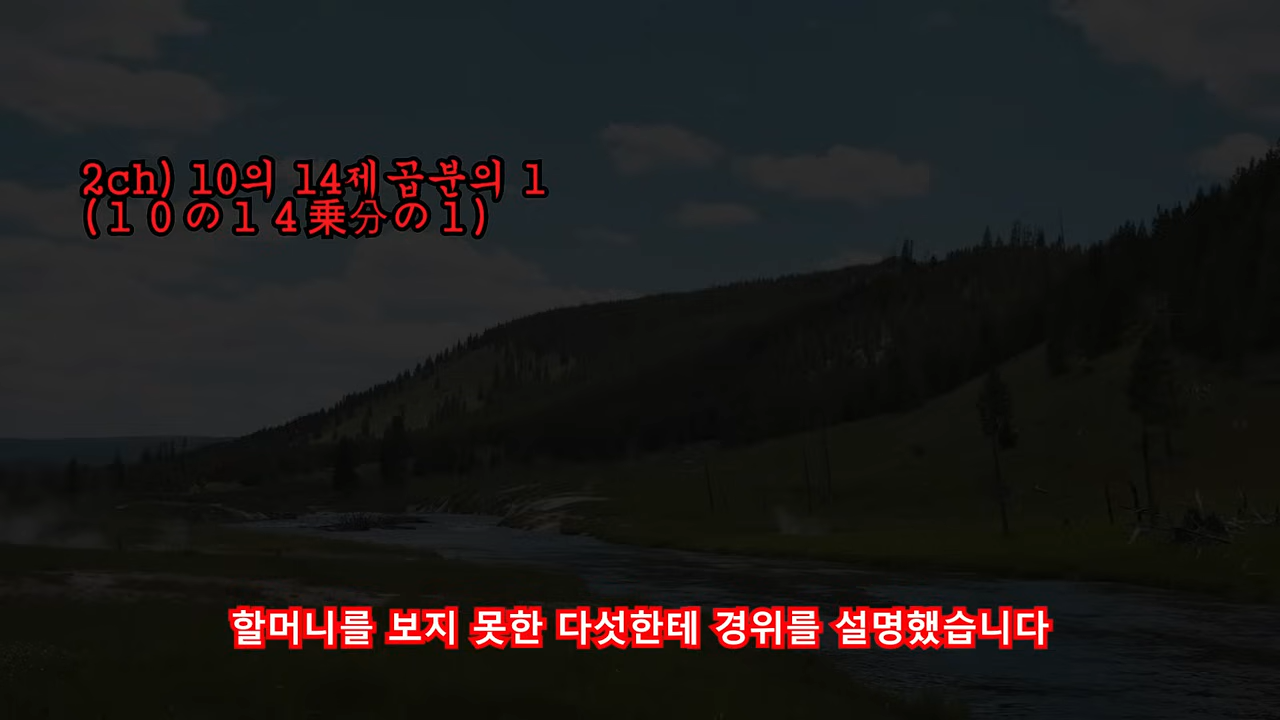 2ch) 10의 14제곱분의 1
(１０の１４乗分の１)
할머니를 보지 못한 다섯한테 경위를 설명했습니다